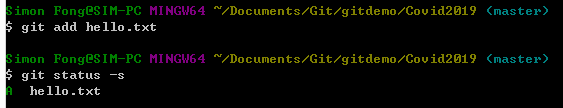 Simon Fong@SIM-PC MINGW64 ~/Documents/Git/gitdemo/Covid2019 (master)
$ git add hello.txt
Simon Fong@SIM-PC MINGW64 ~/Documents/Git/gitdemo/Covid2019 (master)
$ git status -s
A  hello.txt